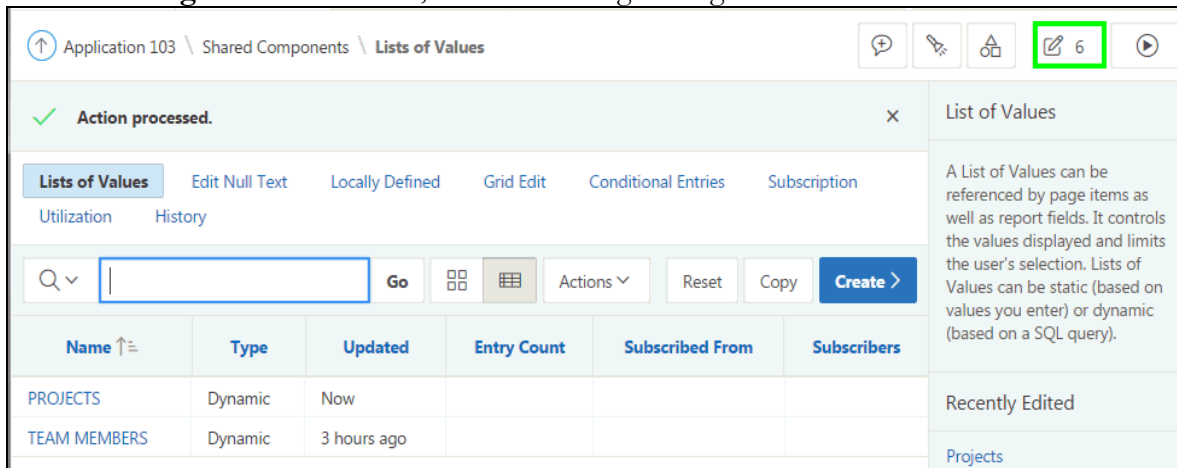 Application 103 \ Shared Components \ Lists of Values
6
Action processed.
Lists of Values Edit Null Text Locally Defined Grid Edit Conditional Entries Subscription
Utilization History
Go Actions Reset Copy Create >
Name Type Updated Entry Count Subscribed From Subscribers
PROJECTS Dynamic Now
TEAM MEMBERS Dynamic 3 hours ago
List of Values
A List of Values can be
referenced by page items as
well as report fields. It controls
the values displayed and limits
the user's selection. Lists of
Values can be static (based on
values you enter) or dynamic
(based on a SQL query).
Recently Edited
Projects